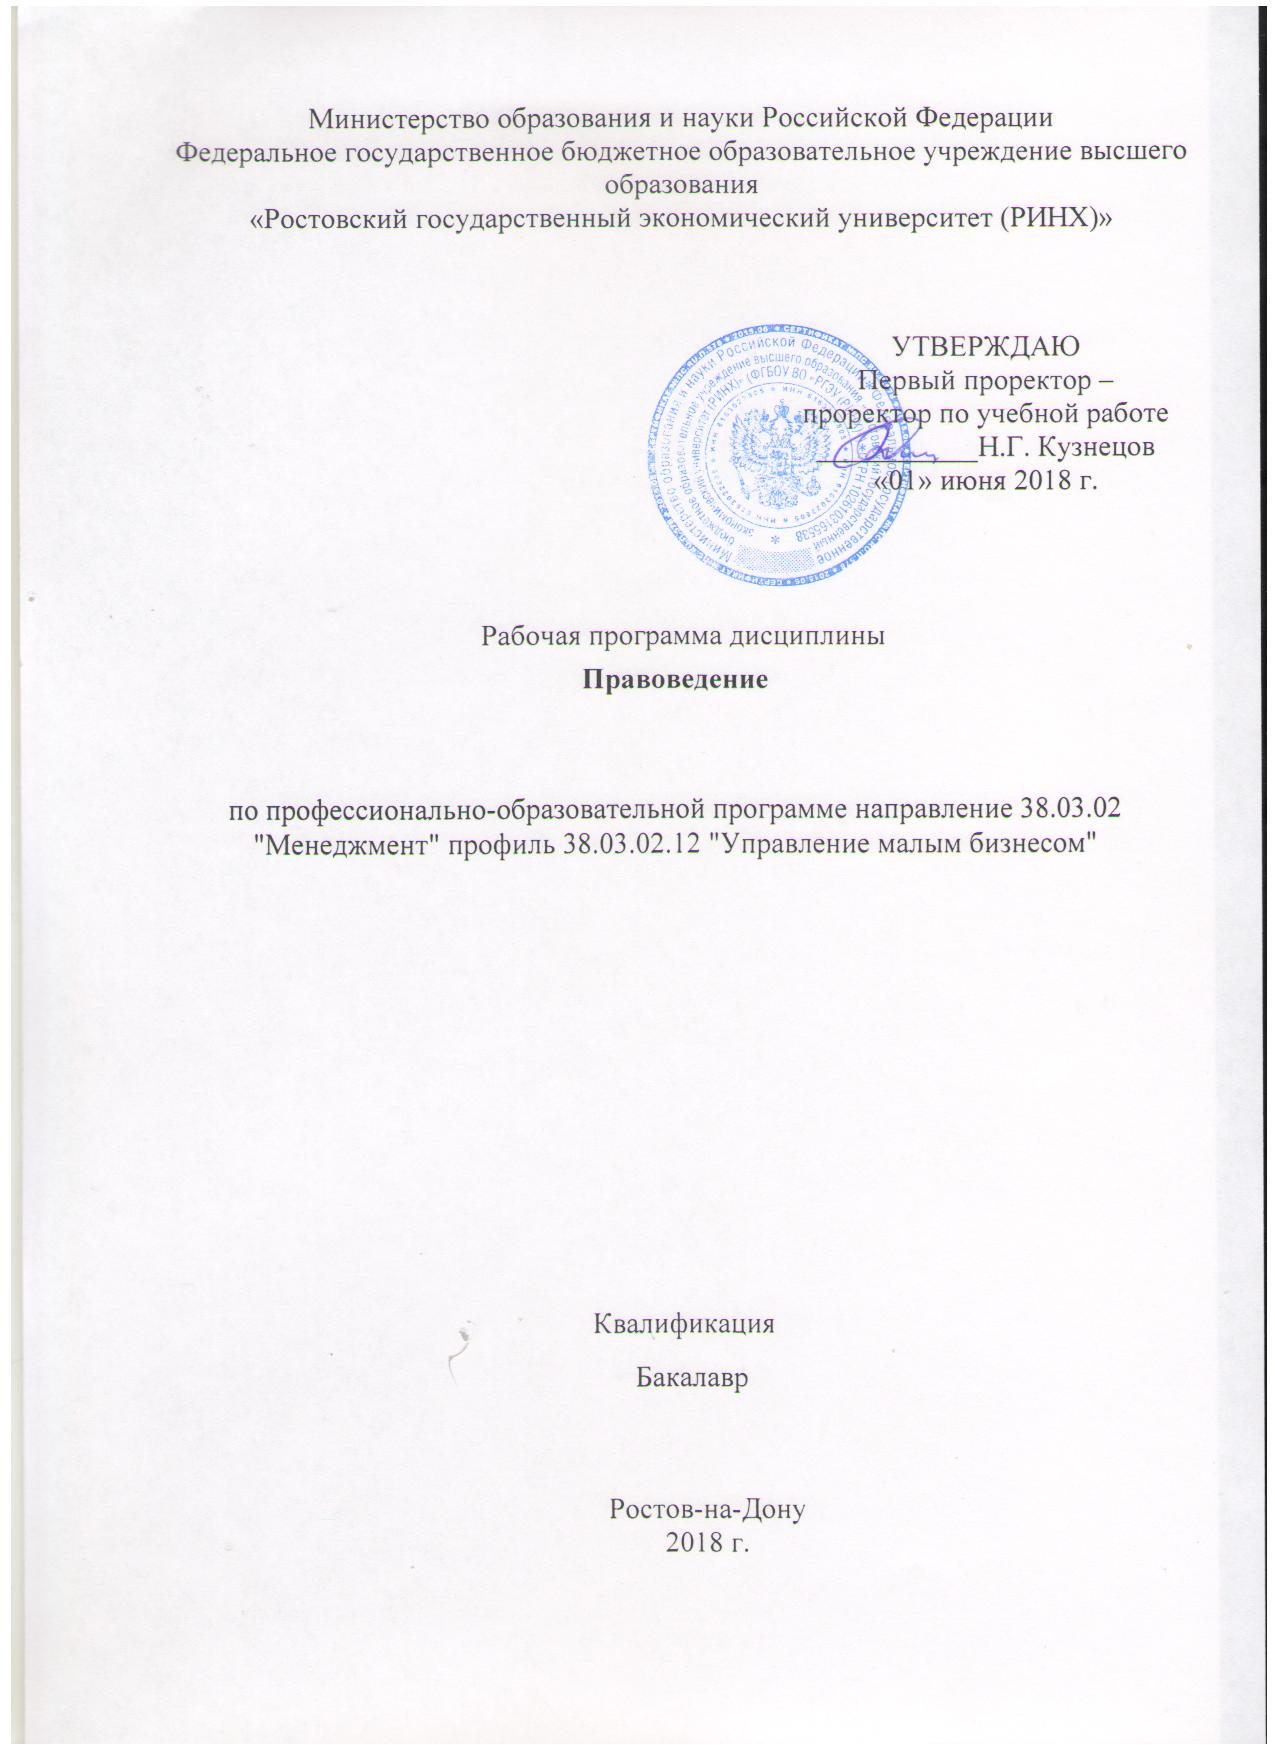 Министерство образования и науки Российской Федерации
Федеральное государственное бюджетное образовательное учреждение высшего
образования
«Ростовский государственный экономический университет (РИНХ)»
УТВЕРЖДАЮ
Первый проректор –
проректор по учебной работе
Н.Г. Кузнецов
«01» июня 2018 г.
Рабочая программа дисциплины
Правоведение
по профессионально-образовательной программе направление 38.03.02
"Менеджмент" профиль 38.03.02.12 "Управление малым бизнесом"
Квалификация
Бакалавр
Ростов-на-Дону
2018 г.